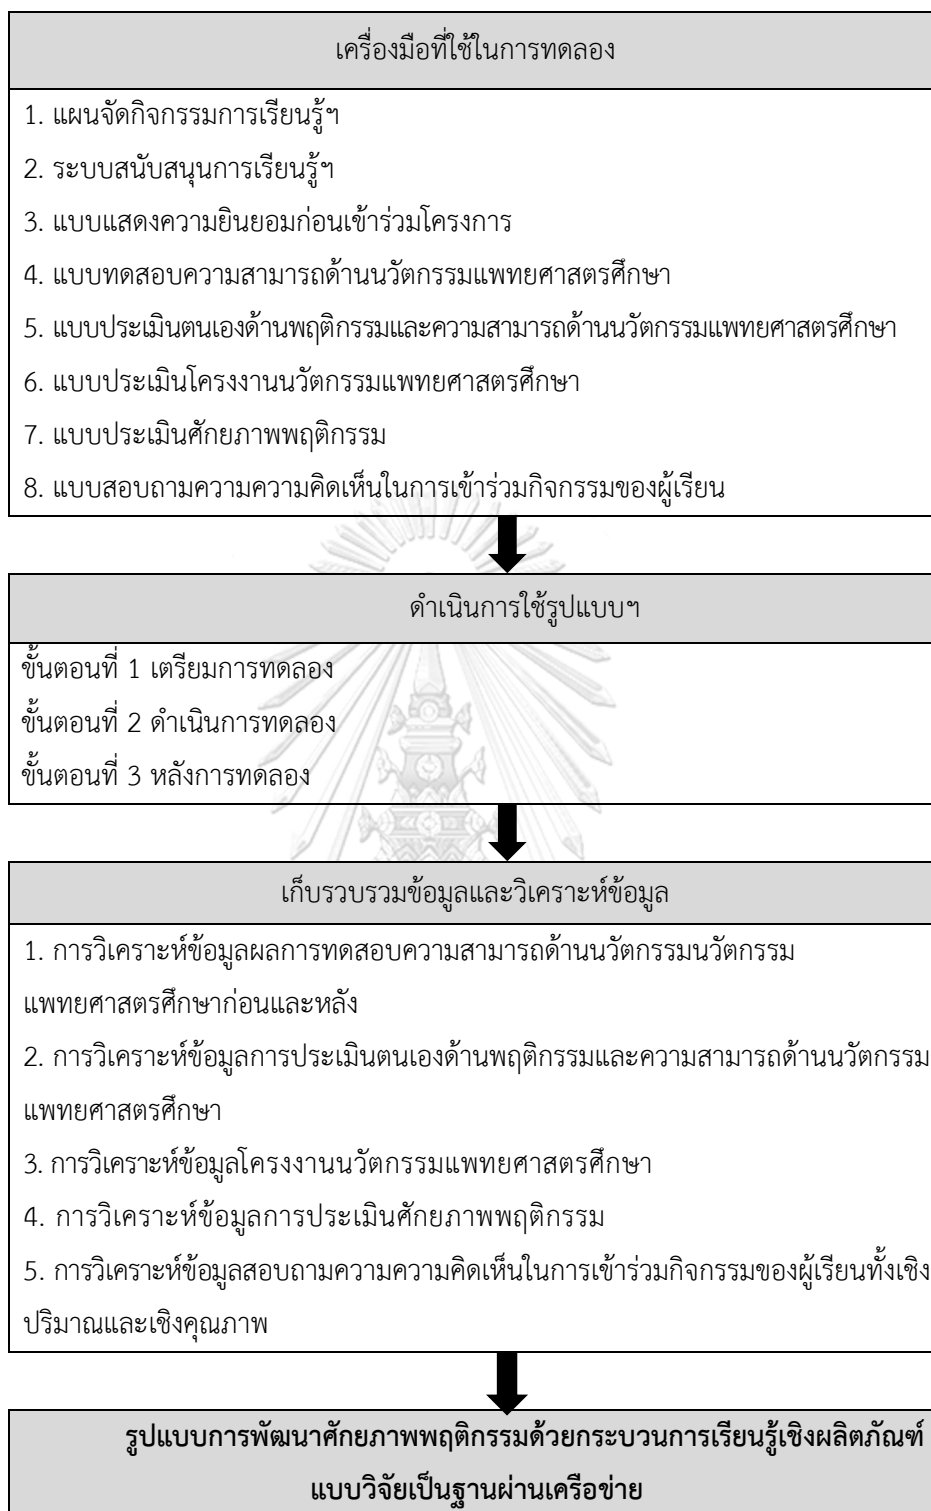 เครื่องมือที่ใช้ในการทดลอง
1. แผนจัดกิจกรรมการเรียนรู้ฯ
2. ระบบสนับสนุนการเรียนรู้ฯ
3. แบบแสดงความยินยอมก่อนเข้าร่วมโครงการ
4. แบบทดสอบความสามารถด้านนวัตกรรมแพทยศาสตรศึกษา
5. แบบประเมินตนเองด้านพฤติกรรมและความสามารถด้านนวัตกรรมแพทยศาสตรศึกษา
6. แบบประเมินโครงงานนวัตกรรมแพทยศาสตรศึกษา
7. แบบประเมินศักยภาพพฤติกรรม
8. แบบสอบถามความความคิดเห็นในการเข้าร่วมกิจกรรมของผู้เรียน
ดำเนินการใช้รูปแบบฯ
ขั้นตอนที่ 1 เตรียมการทดลอง
ขั้นตอนที่ 2 ดำเนินการทดลอง
ขั้นตอนที่ 3 หลังการทดลอง
เก็บรวบรวมข้อมูลและวิเคราะห์ข้อมูล
1. การวิเคราะห์ข้อมูลผลการทดสอบความสามารถด้านนวัตกรรมนวัตกรรม
แพทยศาสตรศึกษาก่อนและหลัง
2. การวิเคราะห์ข้อมูลการประเมินตนเองด้านพฤติกรรมและความสามารถด้านนวัตกรรม
แพทยศาสตรศึกษา
3. การวิเคราะห์ข้อมูลโครงงานนวัตกรรมแพทยศาสตรศึกษา
4. การวิเคราะห์ข้อมูลการประเมินศักยภาพพฤติกรรม
5. การวิเคราะห์ข้อมูลสอบถามความความคิดเห็นในการเข้าร่วมกิจกรรมของผู้เรียนทั้งเชิง
ปริมาณและเชิงคุณภาพ
รูปแบบการพัฒนาศักยภาพพฤติกรรมด้วยกระบวนการเรียนรู้เชิงผลิตภัณฑ์
แบบวิจัยเป็นฐานผ่านเครือข่าย